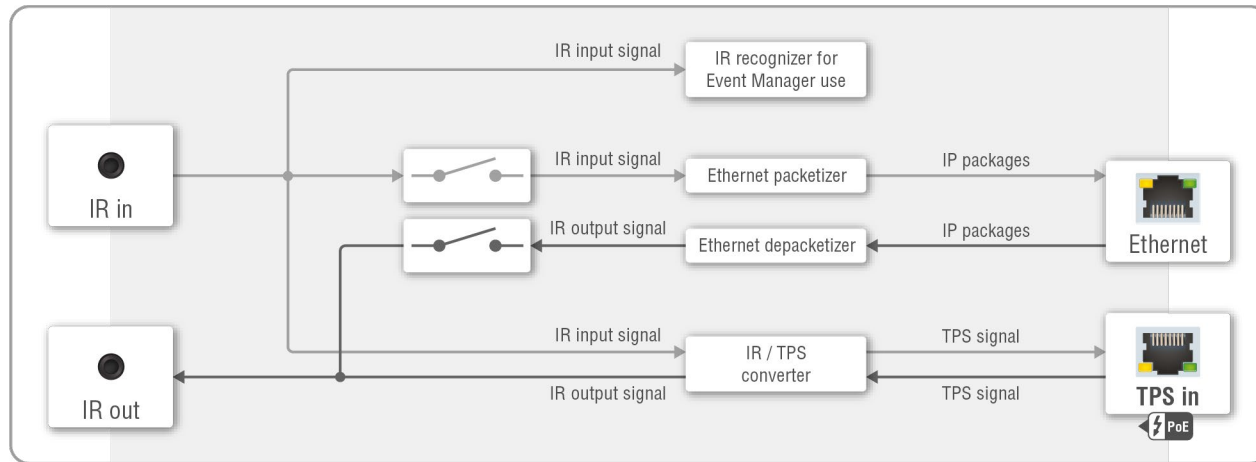 IR input signal
IR recognizer for
Event Manager use
IR in
IR input signal
Ethernet packetizer
IP packages
IR output signal
Ethernet depacketizer
IP packages
Ethernet
IR input signal
IR / TPS
converter
TPS signal
IR output signal
TPS signal
IR out
TPS in
PoE